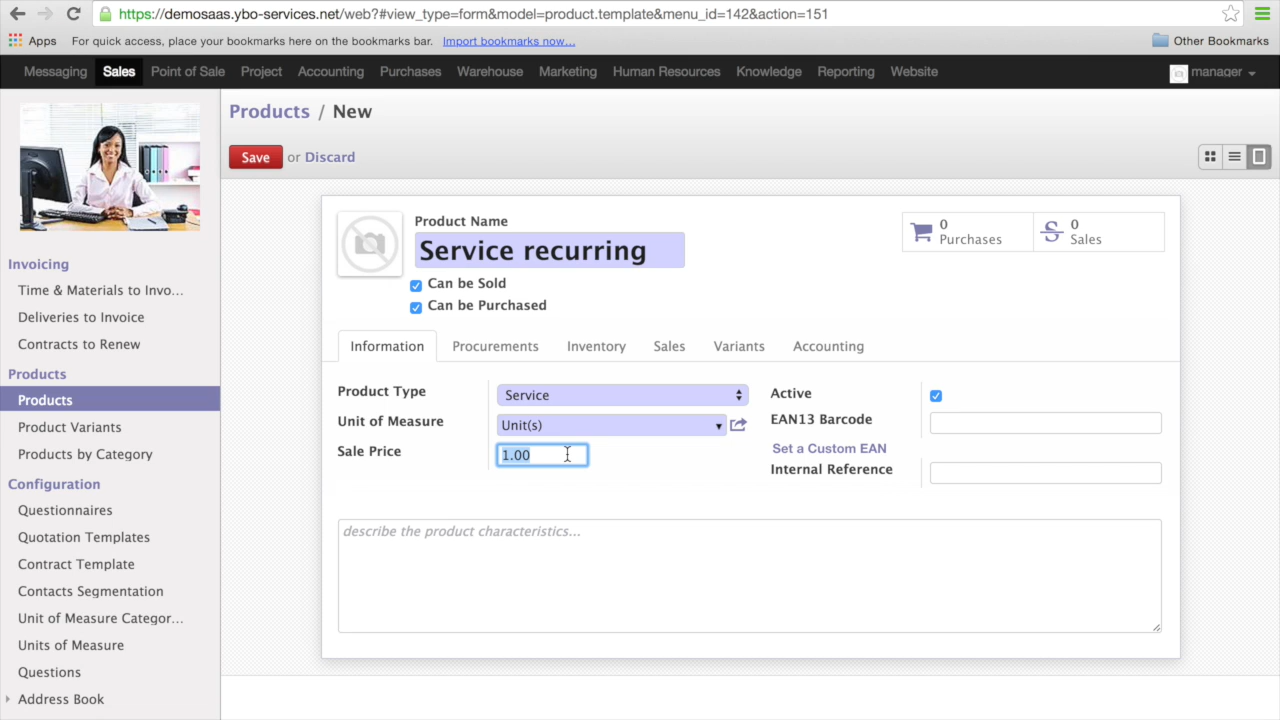 https://demosaas.ybo-services.net/web?#view_type=form&model=product.template&menu_id=142&action=151
Apps For quick access, place your bookmarks here on the bookmarks bar. Import bookmarks now... Other Bookmarks
Messaging Sales Point of Sale Project Accounting Purchases Warehouse Marketing Human Resources Knowledge Reporting Website manager
Products / New
Save or Discard
Invoicing
Time & Materials to Invo...
Deliveries to Invoice
Contracts to Renew
Products
Products
Product Variants
Products by Category
Configuration
Questionnaires
Quotation Templates
Contract Template
Contacts Segmentation
Unit of Measure Categor...
Units of Measure
Questions
Address Book
Product Name
Service recurring
Can be Sold
Can be Purchased
0 Purchases
0 Sales
Information Procurements Inventory Sales Variants Accounting
Product Type Service
Unit of Measure Unit(s)
Sale Price 1.00
Active
EAN13 Barcode
Set a Custom EAN
Internal Reference
describe the product characteristics...